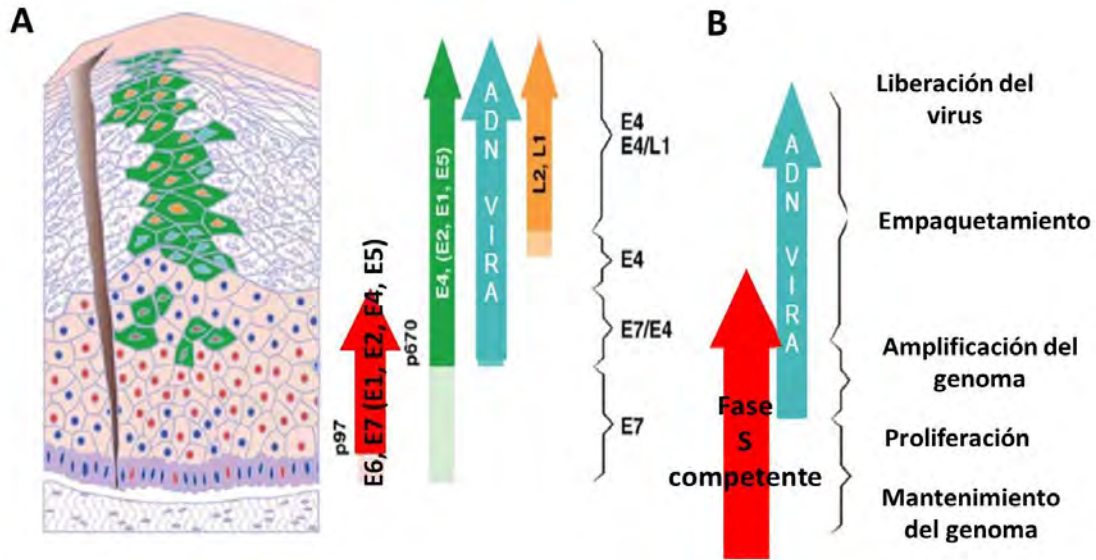 A
p97
E6, E7 (E1, E2, E4, E5)
p670
E4, (E2, E1, E5)
ADN VIRA
L2, L1
E4
E4/L1
E4
E7/E4
E7
B
Fase
S
competente
ADN VIRA
Liberación del
virus
Empaquetamiento
Amplificación del
genoma
Proliferación
Mantenimiento
del genoma